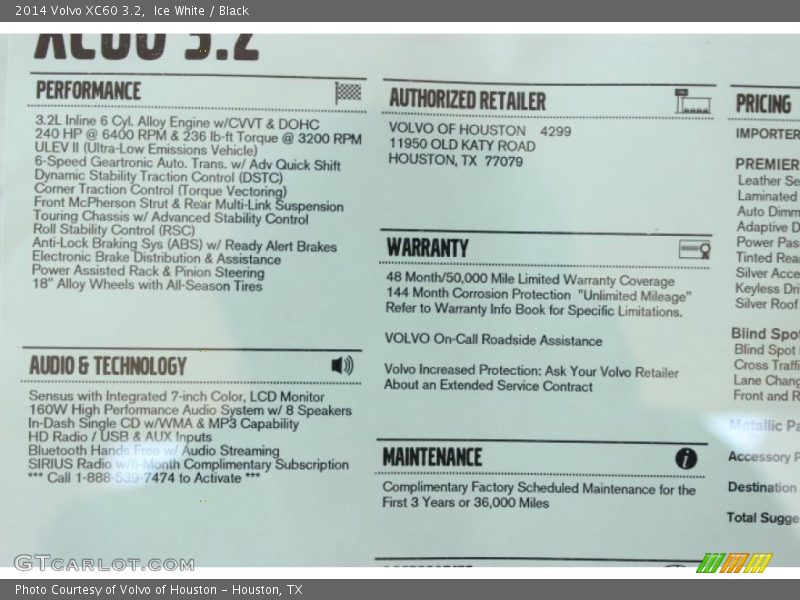 2014 Volvo XC60 3.2,  Ice White / Black
XC60 3.2
PERFORMANCE
3.2L Inline 6 Cyl. Alloy Engine w/CVVT & DOHC
240 HP @ 6400 RPM & 236 lb-ft Torque @ 3200 RPM
ULEV II (Ultra-Low Emissions Vehicle)
6-Speed Geartronic Auto. Trans. w/ Adv Quick Shift
Dynamic Stability Traction Control (DSTC)
Corner Traction Control (Torque Vectoring)
Front McPherson Strut & Rear Multi-Link Suspension
Touring Chassis w/ Advanced Stability Control
Roll Stability Control (RSC)
Anti-Lock Braking Sys (ABS) w/ Ready Alert Brakes
Electronic Brake Distribution & Assistance
Power Assisted Rack & Pinion Steering
18" Alloy Wheels with All-Season Tires
AUDIO & TECHNOLOGY
Sensus with Integrated 7-inch Color, LCD Monitor
160W High Performance Audio System w/ 8 Speakers
In-Dash Single CD w/WMA & MP3 Capability
HD Radio / USB & AUX Inputs
Bluetooth Hands Free w/ Audio Streaming
SIRIUS Radio w/6-Month Complimentary Subscription
*** Call 1-888-539-7474 to Activate ***
AUTHORIZED RETAILER
VOLVO OF HOUSTON   4299
11950 OLD KATY ROAD
HOUSTON, TX  77079
WARRANTY
48 Month/50,000 Mile Limited Warranty Coverage
144 Month Corrosion Protection  "Unlimited Mileage"
Refer to Warranty Info Book for Specific Limitations.
VOLVO On-Call Roadside Assistance
Volvo Increased Protection: Ask Your Volvo Retailer
About an Extended Service Contract
MAINTENANCE
Complimentary Factory Scheduled Maintenance for the
First 3 Years or 36,000 Miles
PRICING
IMPORTER
PREMIER
Leather Se
Laminated
Auto Dimm
Adaptive D
Power Pas
Tinted Rea
Silver Acce
Keyless Dri
Silver Roof
Blind Spot
Blind Spot
Cross Traffi
Lane Chang
Front and R
Metallic Pa
Accessory P
Destination
Total Sugge
GTcarlot.com
Photo Courtesy of Volvo of Houston - Houston, TX